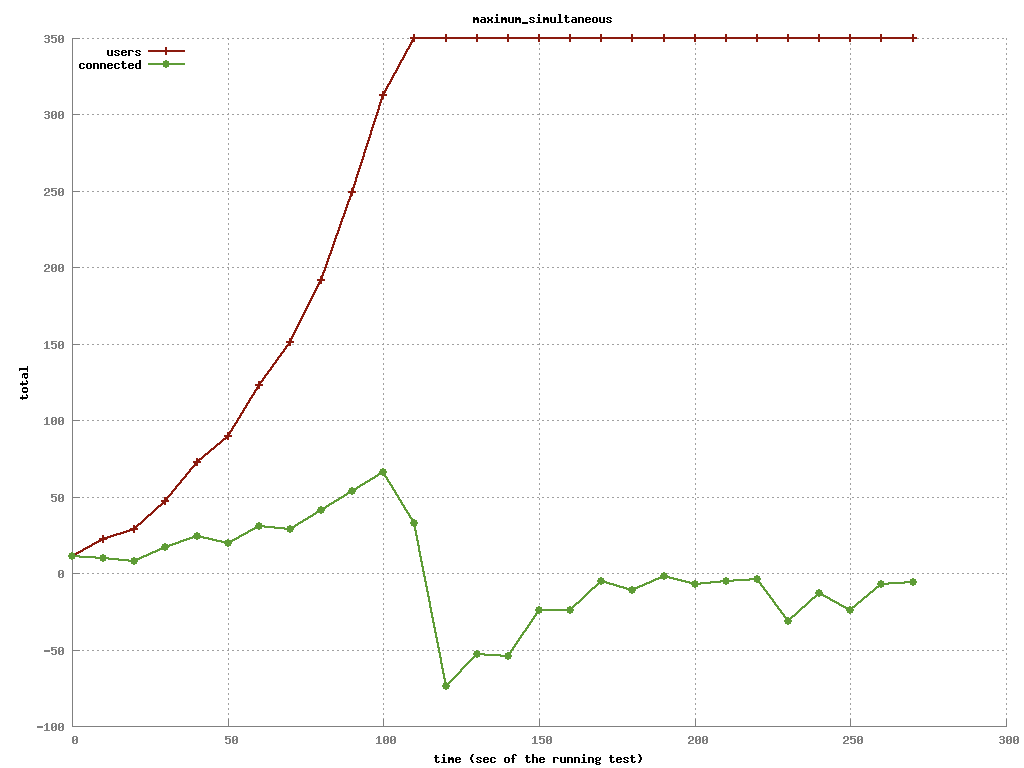 maximum_simultaneous
users
connected
350
300
250
200
150
100
50
0
-50
-100
total
0 50 100 150 200 250 300
time (sec of the running test)